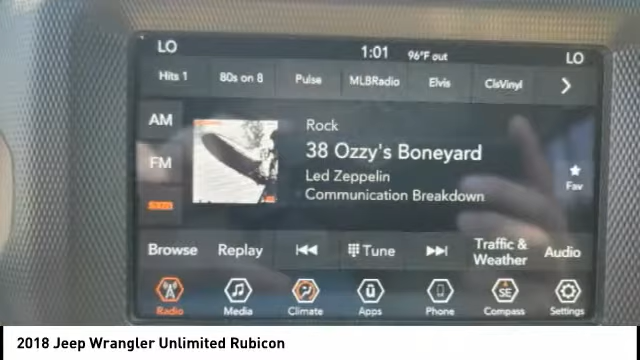 LO 1:01 96°F out LO
Hits 1 80s on 8 Pulse MLBRadio Elvis ClsVinyl
AM
Rock
38 Ozzy's Boneyard
FM
Led Zeppelin
Communication Breakdown
Fav
Browse Replay Tune Traffic & Weather Audio
SE
Radio Media Climate Apps Phone Compass Settings
2018 Jeep Wrangler Unlimited Rubicon